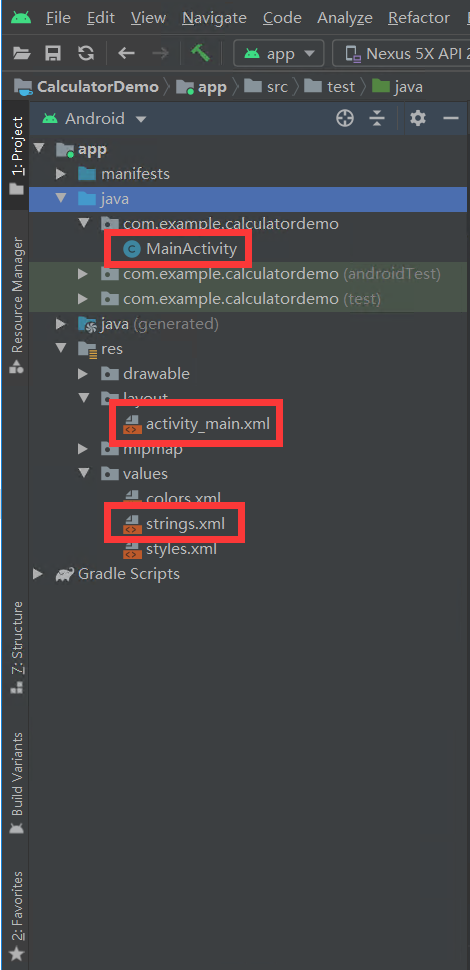 File Edit View Navigate Code Analyze Refactor
app Nexus 5X API 2
CalculatorDemo app src test java
1: Project
Android
app
manifests
java
com.example.calculatordemo
C MainActivity
com.example.calculatordemo (androidTest)
com.example.calculatordemo (test)
java (generated)
res
drawable
layout
activity_main.xml
mipmap
values
colors.xml
strings.xml
styles.xml
Gradle Scripts
Resource Manager
7: Structure
Build Variants
2: Favorites